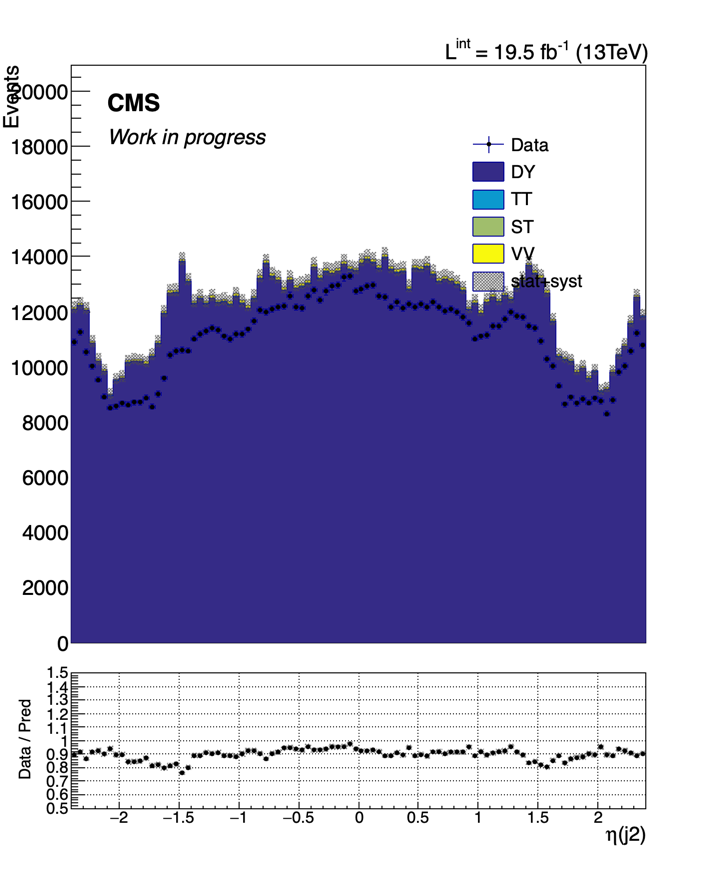 L^int = 19.5 fb^-1 (13TeV)
Events
20000
CMS
Work in progress
18000
16000
14000
12000
10000
8000
6000
4000
2000
0
Data
DY
TT
ST
VV
stat+syst
Data / Pred
1.5
1.4
1.3
1.2
1.1
1
0.9
0.8
0.7
0.6
0.5
−2
−1.5
−1
−0.5
0
0.5
1
1.5
2
η(j2)